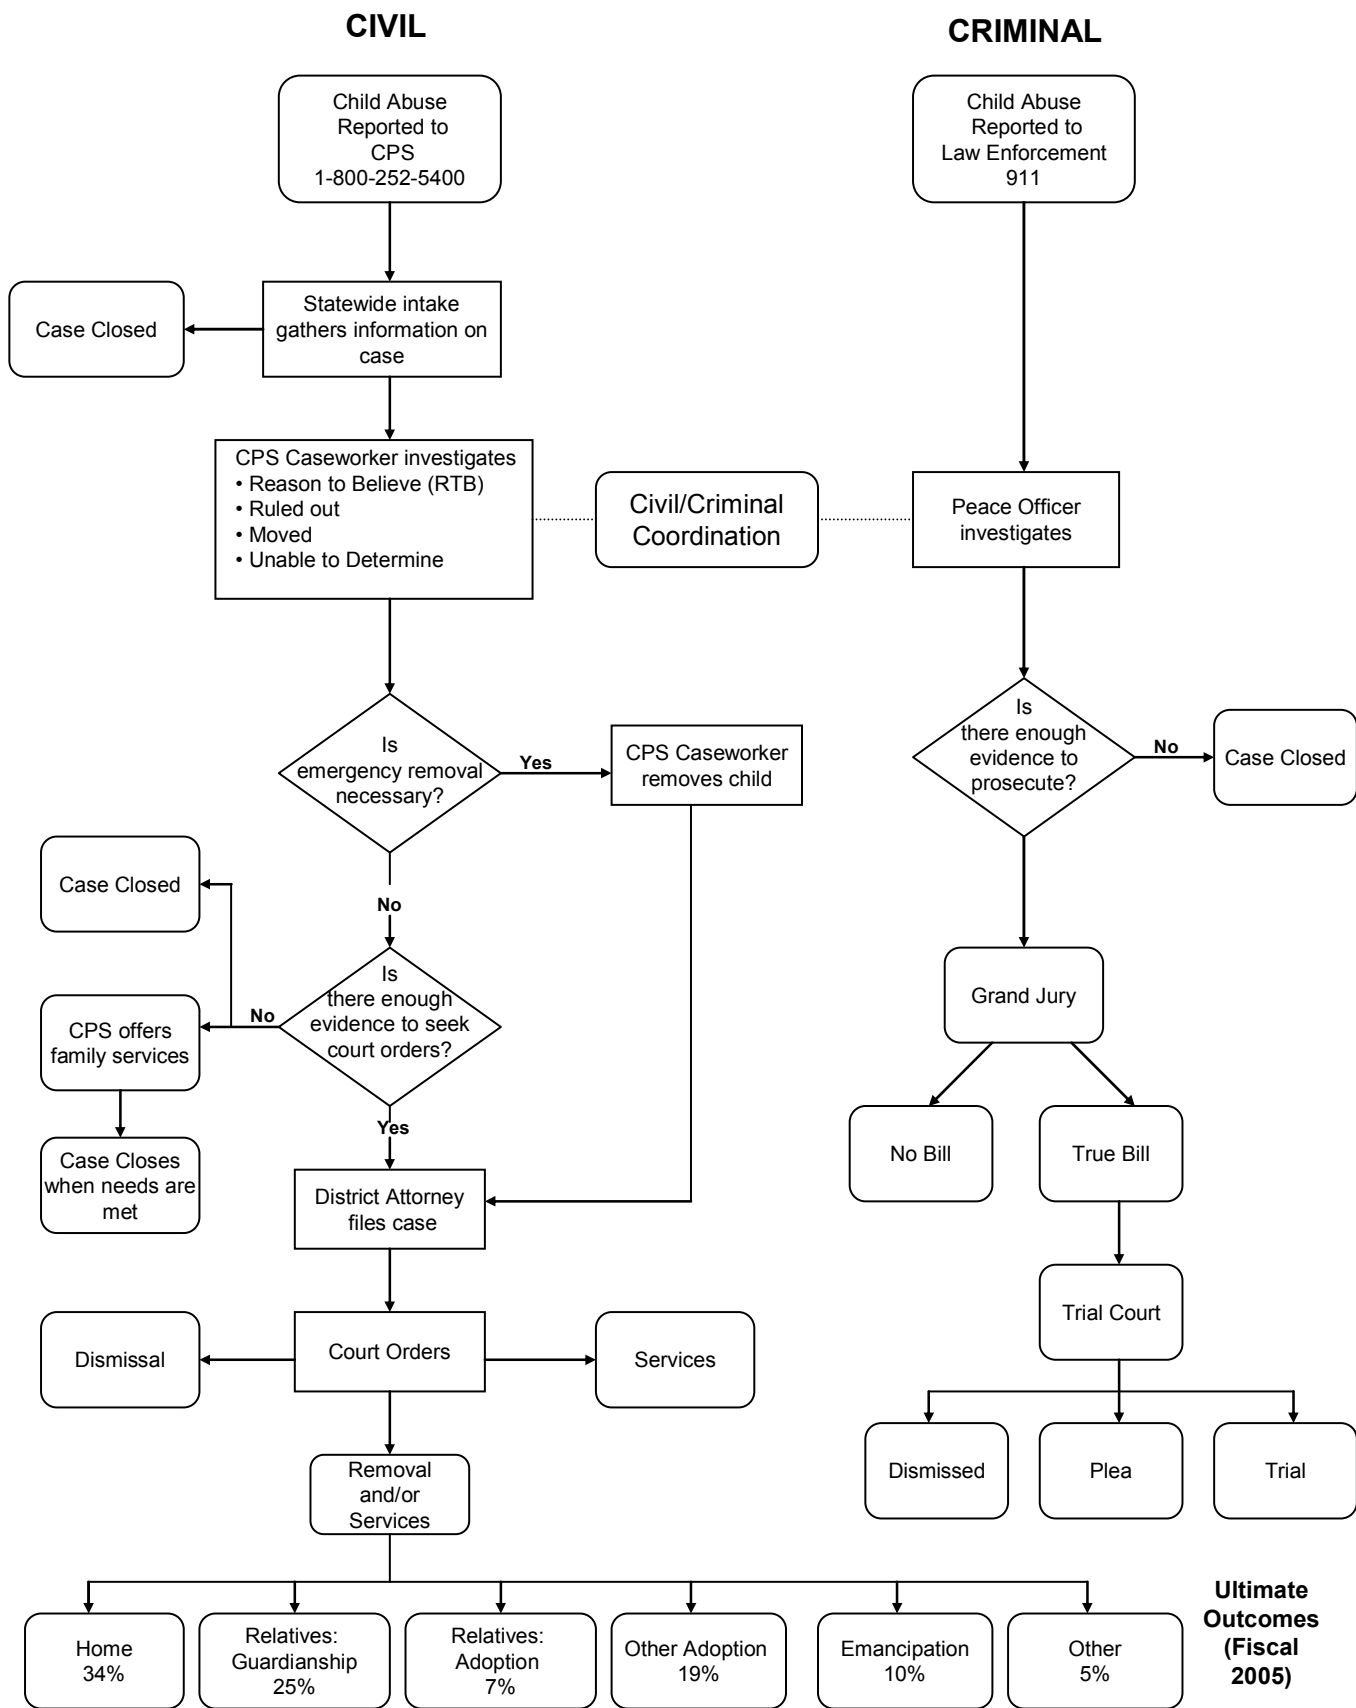 CIVIL
CRIMINAL
Child Abuse
Reported to
CPS
1-800-252-5400
Child Abuse
Reported to
Law Enforcement
911
Case Closed
Statewide intake
gathers information on
case
CPS Caseworker investigates
• Reason to Believe (RTB)
• Ruled out
• Moved
• Unable to Determine
Civil/Criminal
Coordination
Peace Officer
investigates
Is
emergency removal
necessary?
Yes
CPS Caseworker
removes child
Is
there enough
evidence to
prosecute?
No
Case Closed
Case Closed
No
Is
there enough
evidence to seek
court orders?
No
CPS offers
family services
Case Closes
when needs are
met
Yes
District Attorney
files case
Grand Jury
No Bill
True Bill
Trial Court
Dismissal
Court Orders
Services
Dismissed
Plea
Trial
Removal
and/or
Services
Home
34%
Relatives:
Guardianship
25%
Relatives:
Adoption
7%
Other Adoption
19%
Emancipation
10%
Other
5%
Ultimate
Outcomes
(Fiscal
2005)